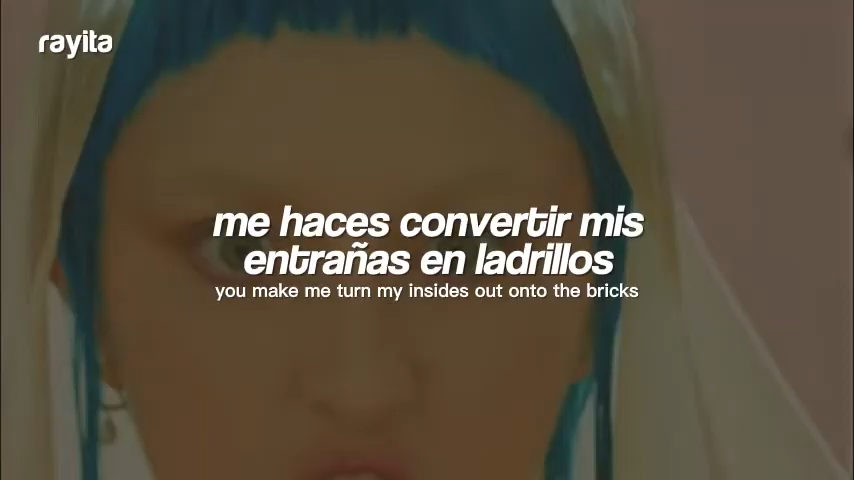 rayita
me haces convertir mis
entrañas en ladrillos
you make me turn my insides out onto the bricks